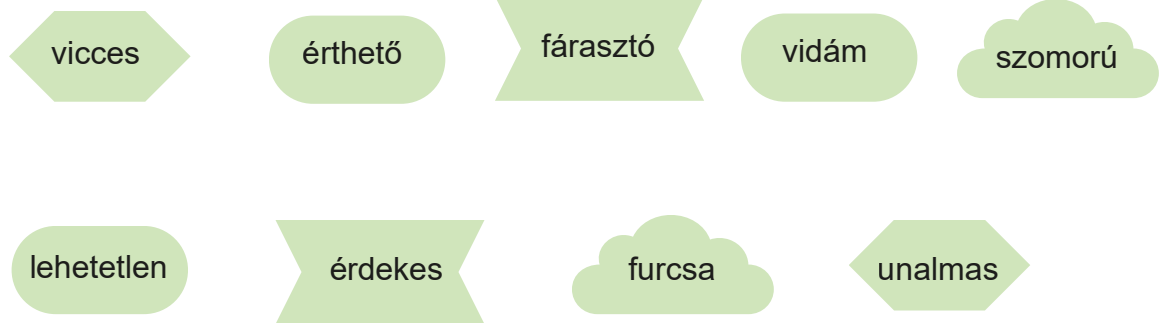 vicces
érthető
fárasztó
vidám
szomorú
lehetetlen
érdekes
furcsa
unalmas